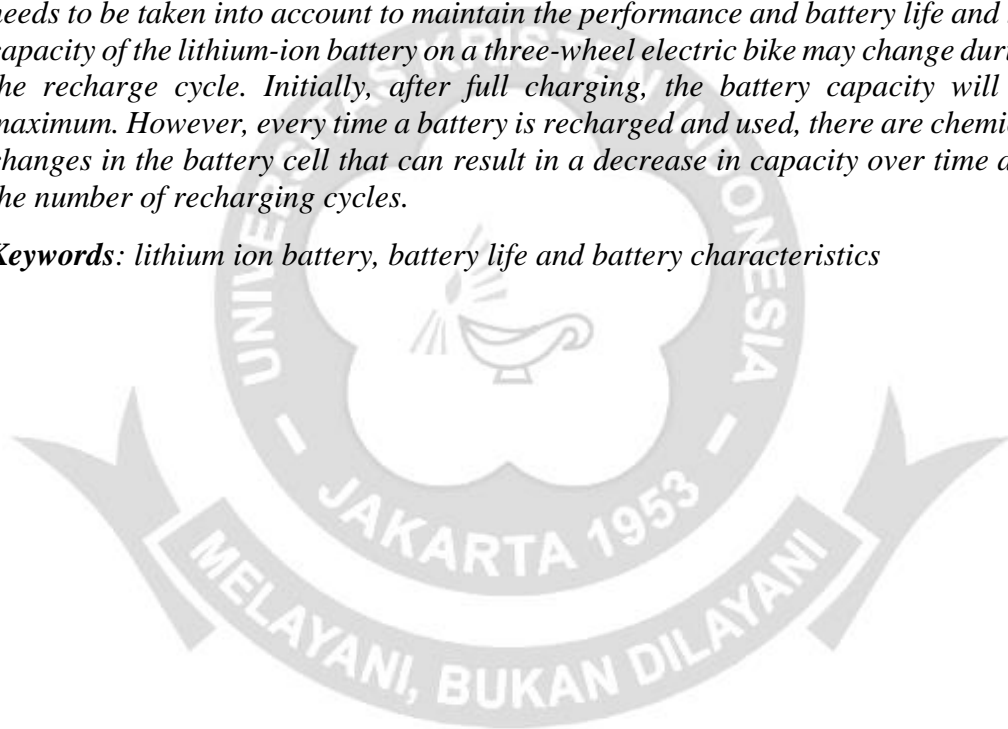 needs to be taken into account to maintain the performance and battery life and
capacity of the lithium-ion battery on a three-wheel electric bike may change
the recharge cycle. Initially, after full charging, the battery capacity will
maximum. However, every time a battery is recharged and used, there are
changes in the battery cell that can result in a decrease in capacity over time
the number of recharging cycles.
Keywords: lithium ion battery, battery life and battery characteristics
UNIVERSITAS KRISTEN INDONESIA
JAKARTA 1953
MELAYANI, BUKAN DILAYANI